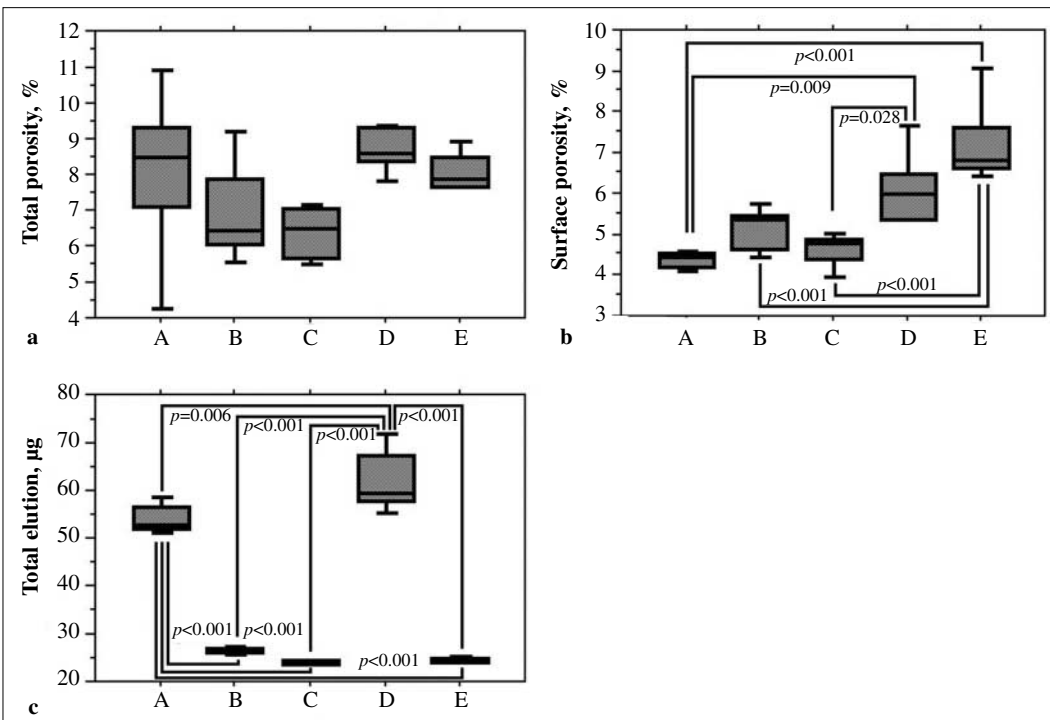 Total porosity, %
12
11
10
9
8
7
6
5
4
a
A B C D E
Surface porosity, %
10
9
8
7
6
5
4
3
p<0.001
p=0.009
p=0.028
p<0.001
p<0.001
b
A B C D E
Total elution, µg
80
70
60
50
40
30
20
p=0.006
p<0.001
p<0.001
p<0.001
p<0.001 p<0.001
p<0.001
c
A B C D E